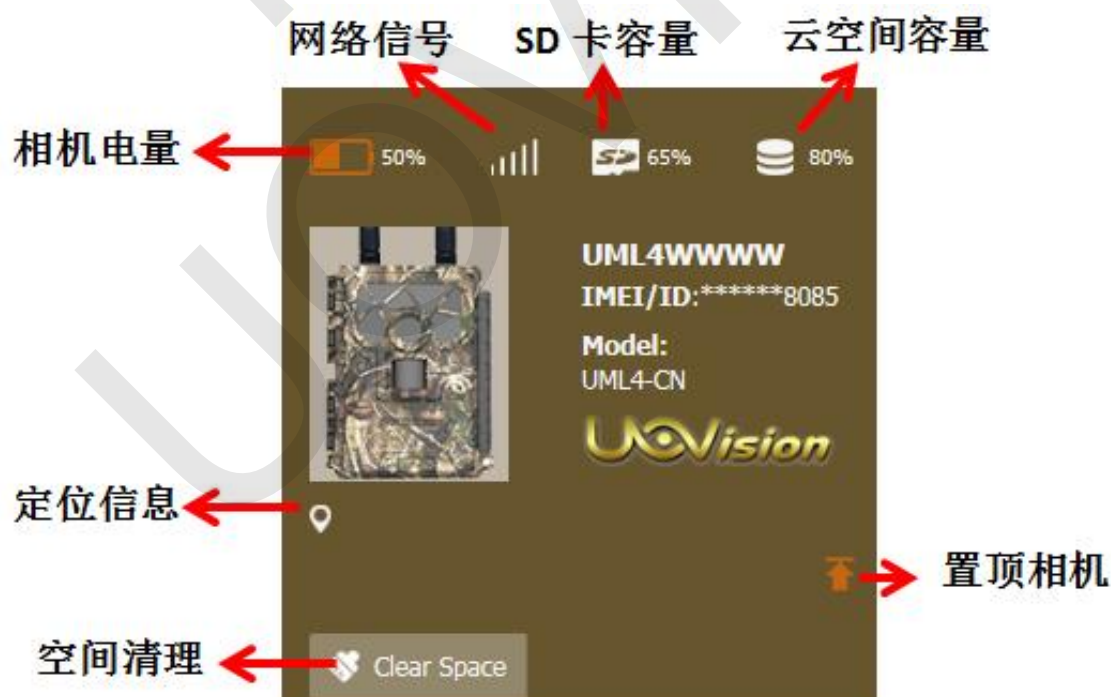 网络信号 SD 卡容量 云空间容量
相机电量 50% SD 65% 80%
UML4WWWW
IMEI/ID:******8085
Model:
UML4-CN
UOVision
定位信息
置顶相机
空间清理 Clear Space
UOVI